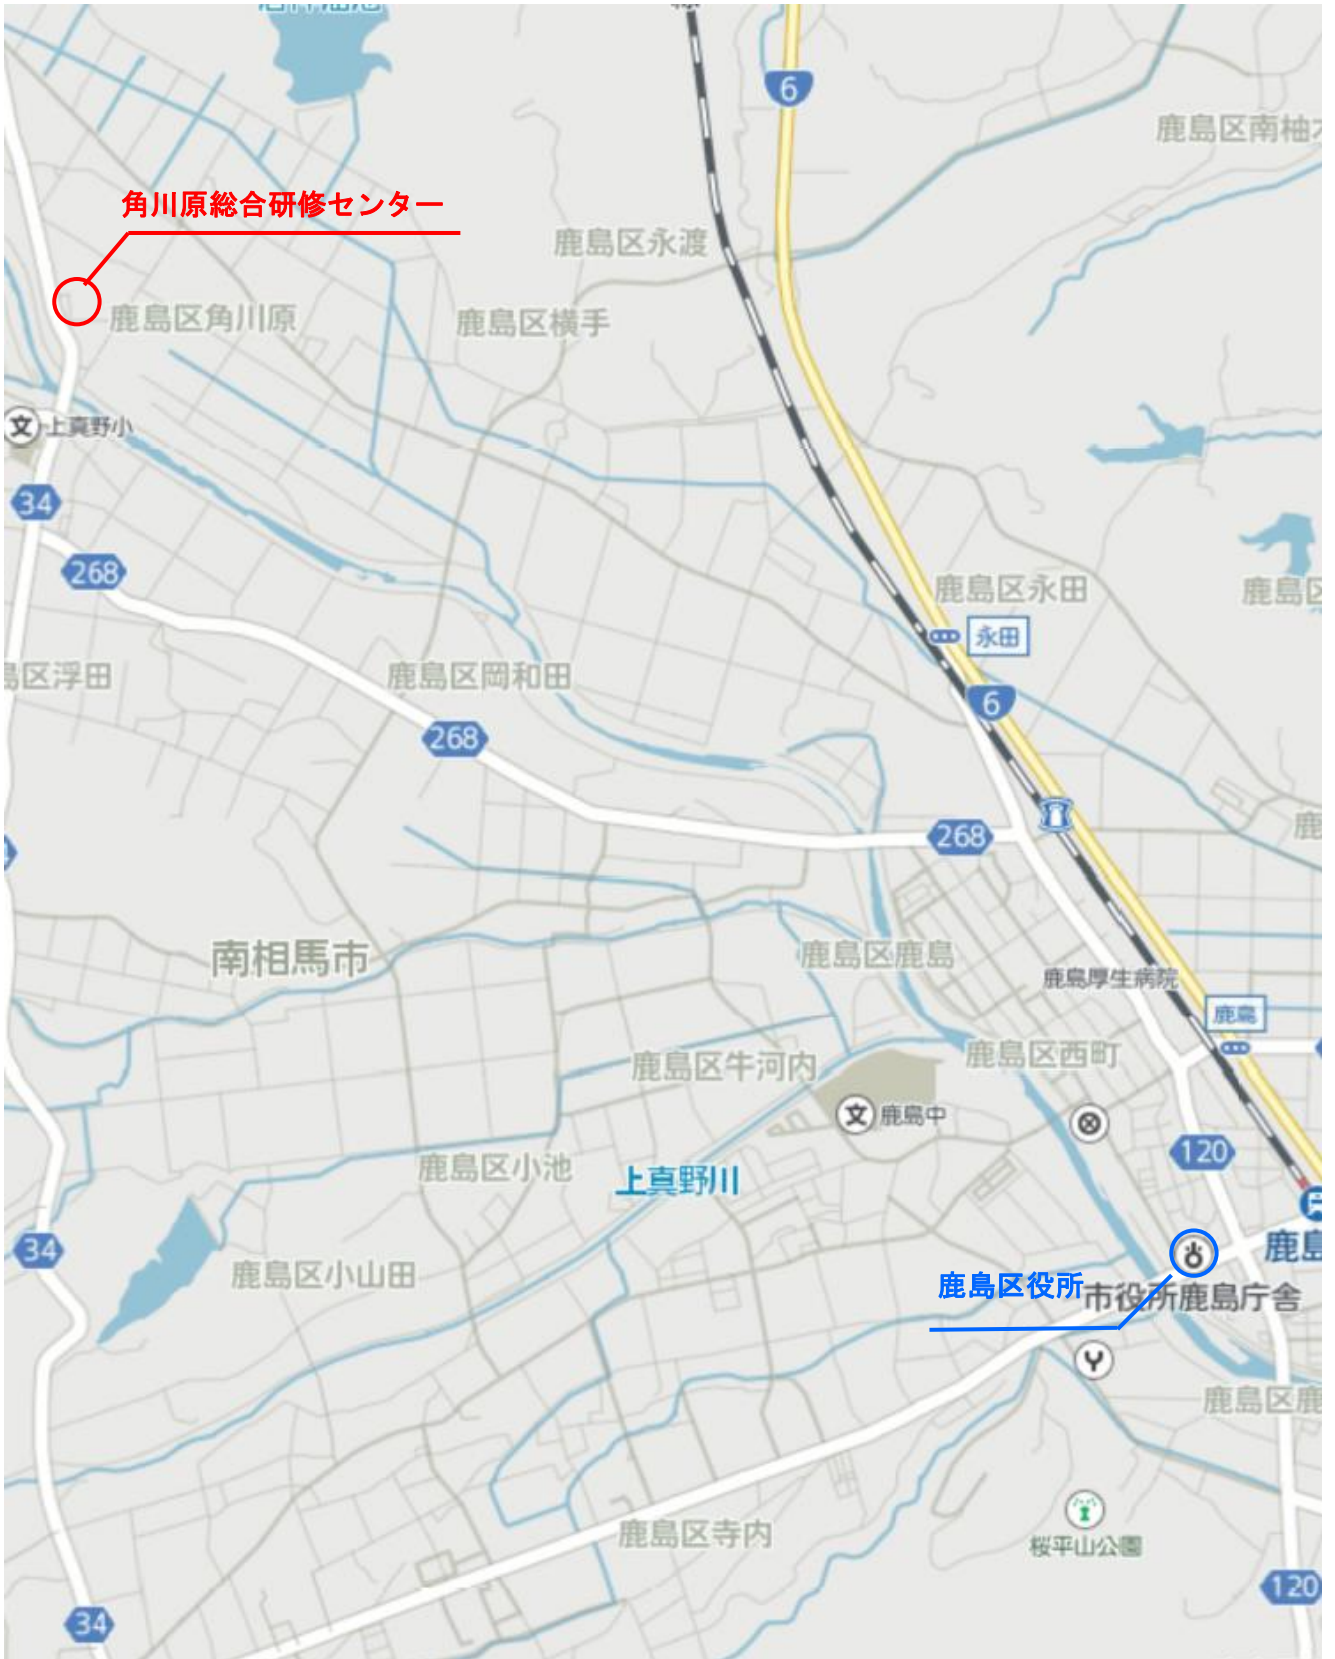 6
鹿島区南柚
角川原総合研修センター
鹿島区永渡
鹿島区角川原
鹿島区横手
文
上真野小
34
268
鹿島区永田
永田
島区浮田
鹿島区岡和田
6
268
268
南相馬市
鹿島区鹿島
鹿島厚生病院
鹿島
鹿島区牛河内
鹿島区西町
文
鹿島中
120
鹿島区小池
上真野川
34
鹿島区小山田
鹿島
鹿島区役所
市役所鹿島庁舎
鹿島区鹿
鹿島区寺内
桜平山公園
120
34